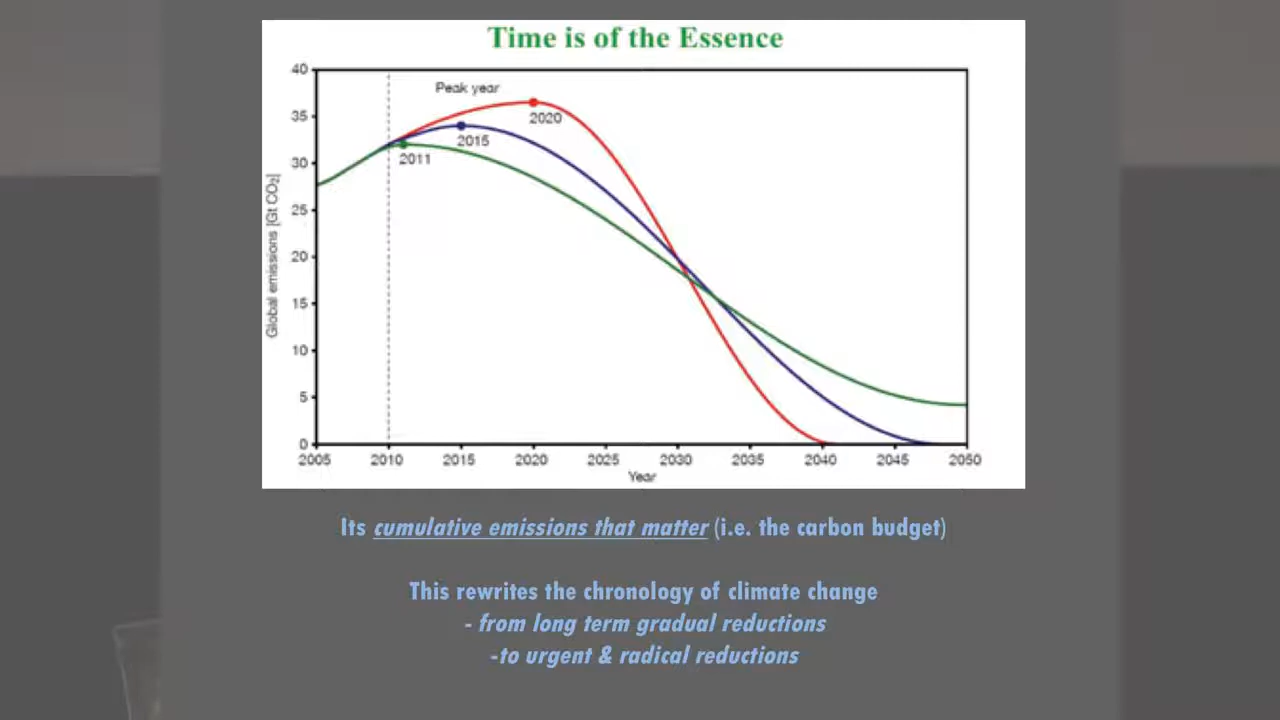 Time is of the Essence
40
Peak year
35
2020
2015
2011
30
25
20
15
10
5
0
Global emissions [Gt CO2]
2005 2010 2015 2020 2025 2030 2035 2040 2045 2050
Year
Its cumulative emissions that matter (i.e. the carbon budget)
This rewrites the chronology of climate change
- from long term gradual reductions
-to urgent & radical reductions